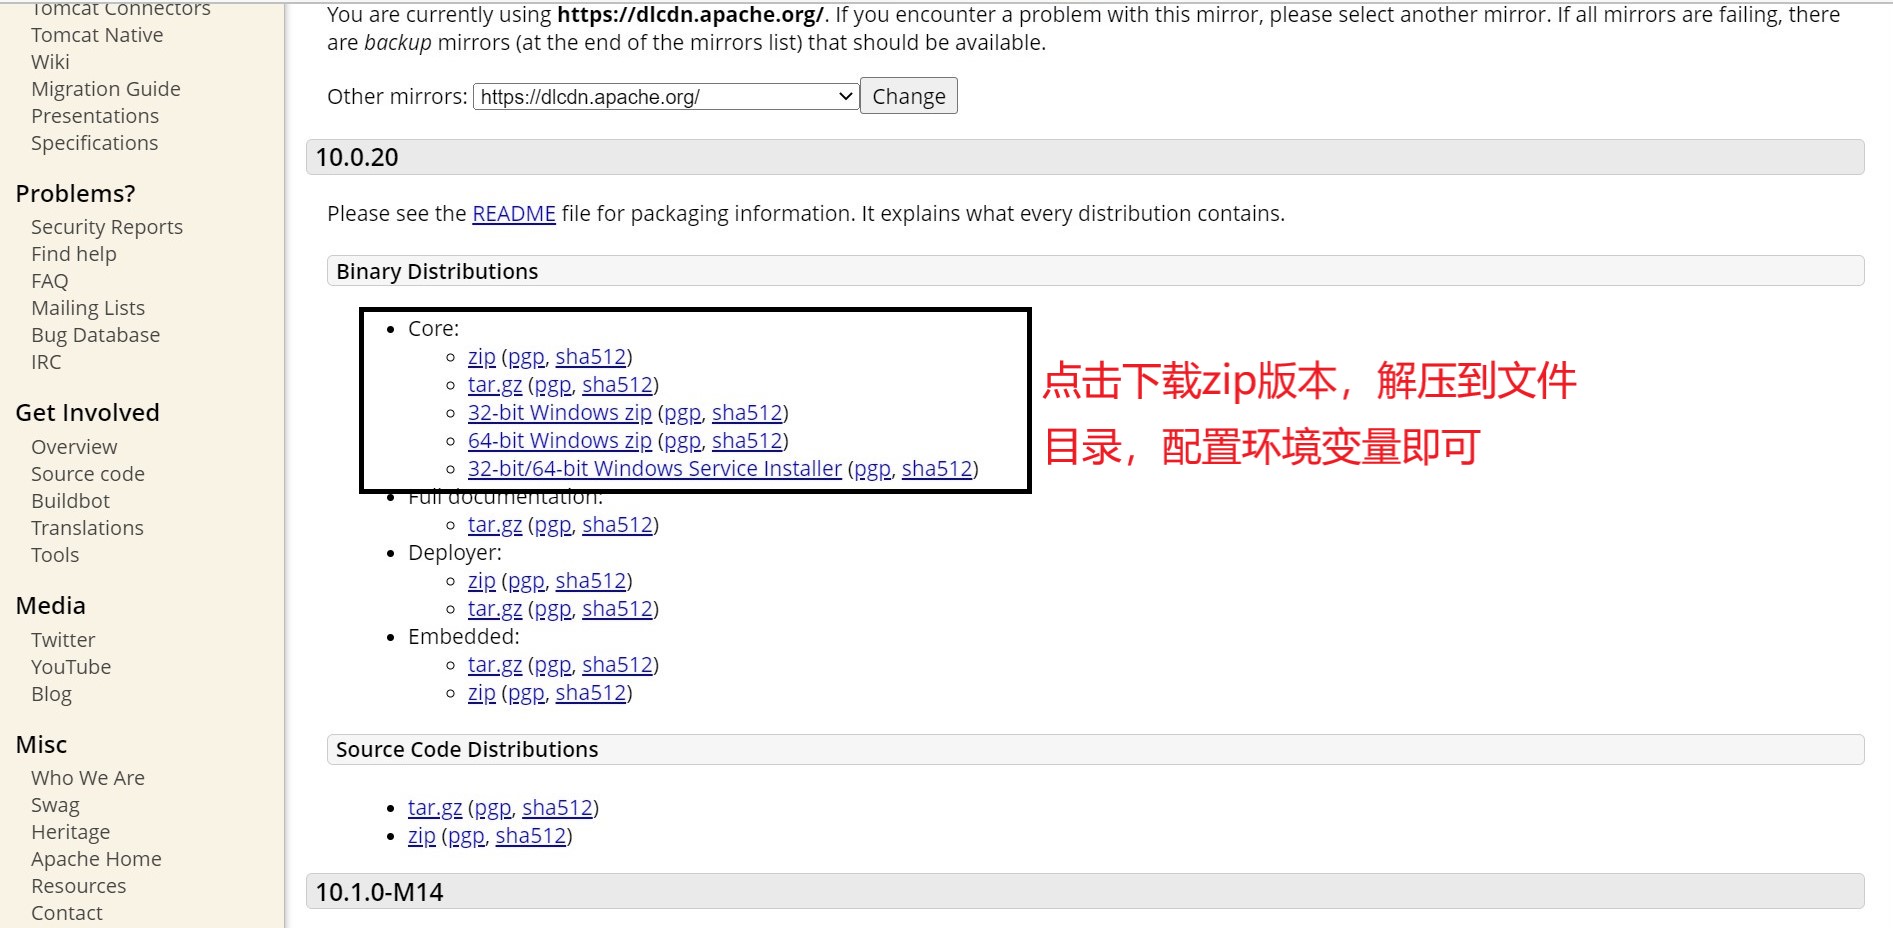 Tomcat Connectors
Tomcat Native
Wiki
Migration Guide
Presentations
Specifications
Problems?
Security Reports
Find help
FAQ
Mailing Lists
Bug Database
IRC
Get Involved
Overview
Source code
Buildbot
Translations
Tools
Media
Twitter
YouTube
Blog
Misc
Who We Are
Swag
Heritage
Apache Home
Resources
Contact
You are currently using https://dlcdn.apache.org/. If you encounter a problem with this mirror, please select another mirror. If all mirrors are failing, there
are backup mirrors (at the end of the mirrors list) that should be available.
Other mirrors: https://dlcdn.apache.org/ Change
10.0.20
Please see the README file for packaging information. It explains what every distribution contains.
Binary Distributions
• Core:
◦ zip (pgp, sha512)
◦ tar.gz (pgp, sha512)
◦ 32-bit Windows zip (pgp, sha512)
◦ 64-bit Windows zip (pgp, sha512)
◦ 32-bit/64-bit Windows Service Installer (pgp, sha512)
点击下载zip版本，解压到文件
目录，配置环境变量即可
• Full documentation:
◦ tar.gz (pgp, sha512)
• Deployer:
◦ zip (pgp, sha512)
◦ tar.gz (pgp, sha512)
• Embedded:
◦ tar.gz (pgp, sha512)
◦ zip (pgp, sha512)
Source Code Distributions
• tar.gz (pgp, sha512)
• zip (pgp, sha512)
10.1.0-M14